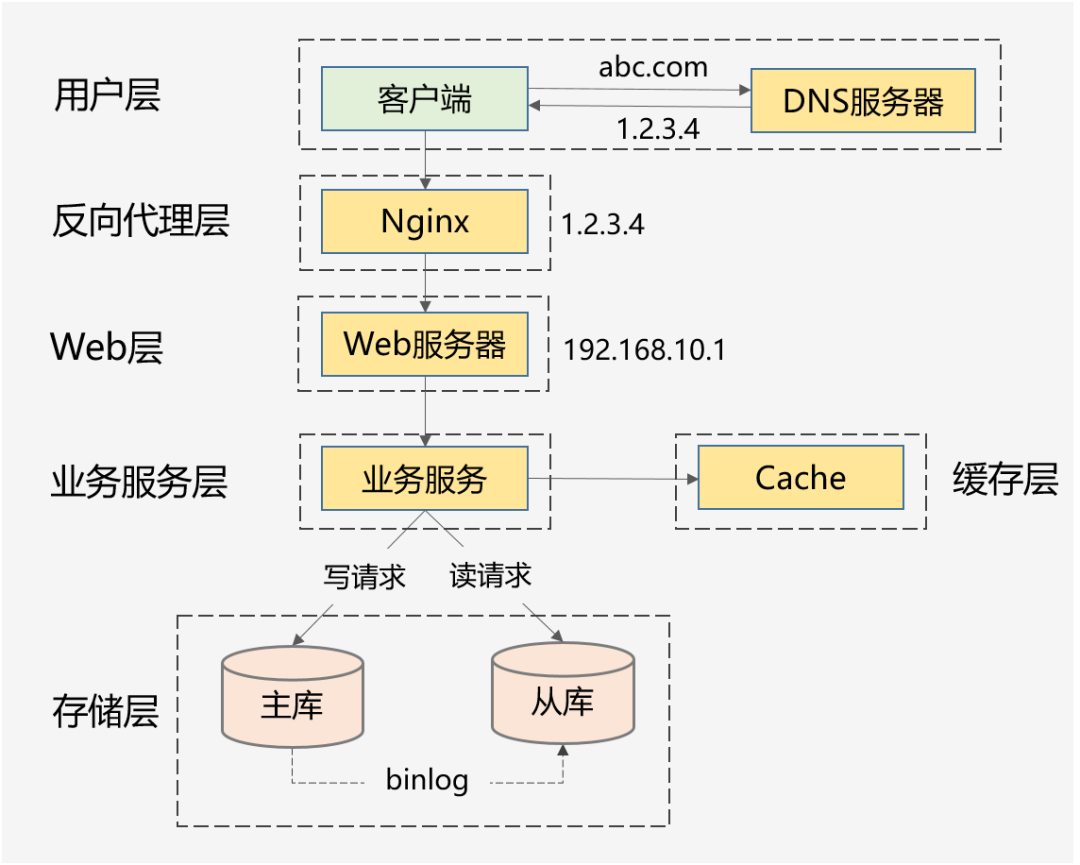 用户层
客户端
abc.com
1.2.3.4
DNS服务器
反向代理层
Nginx
1.2.3.4
Web层
Web服务器
192.168.10.1
业务服务层
业务服务
Cache
缓存层
写请求
读请求
存储层
主库
从库
binlog